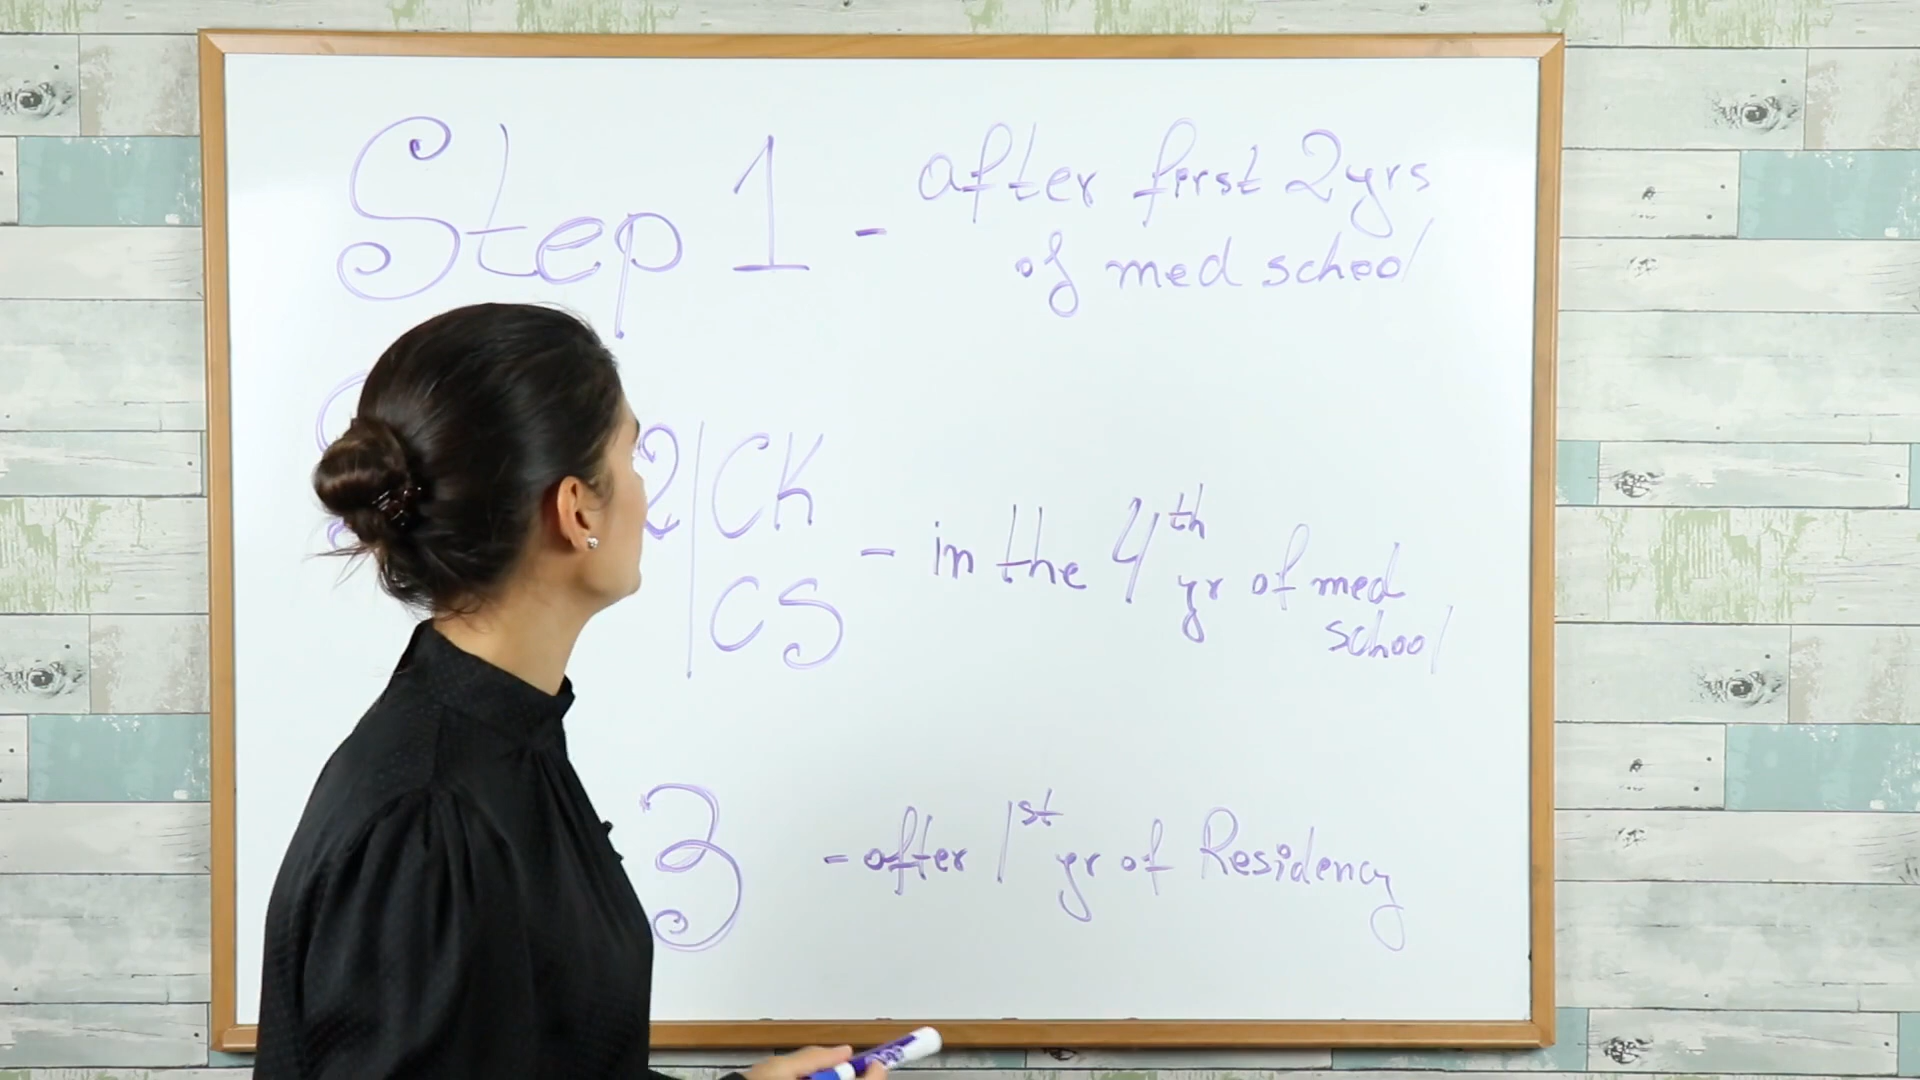 Step 1 - after first 2yrs
of med school
2 CK
CS
- in the 4th
yr of med
school
3 - after 1st yr of Residency